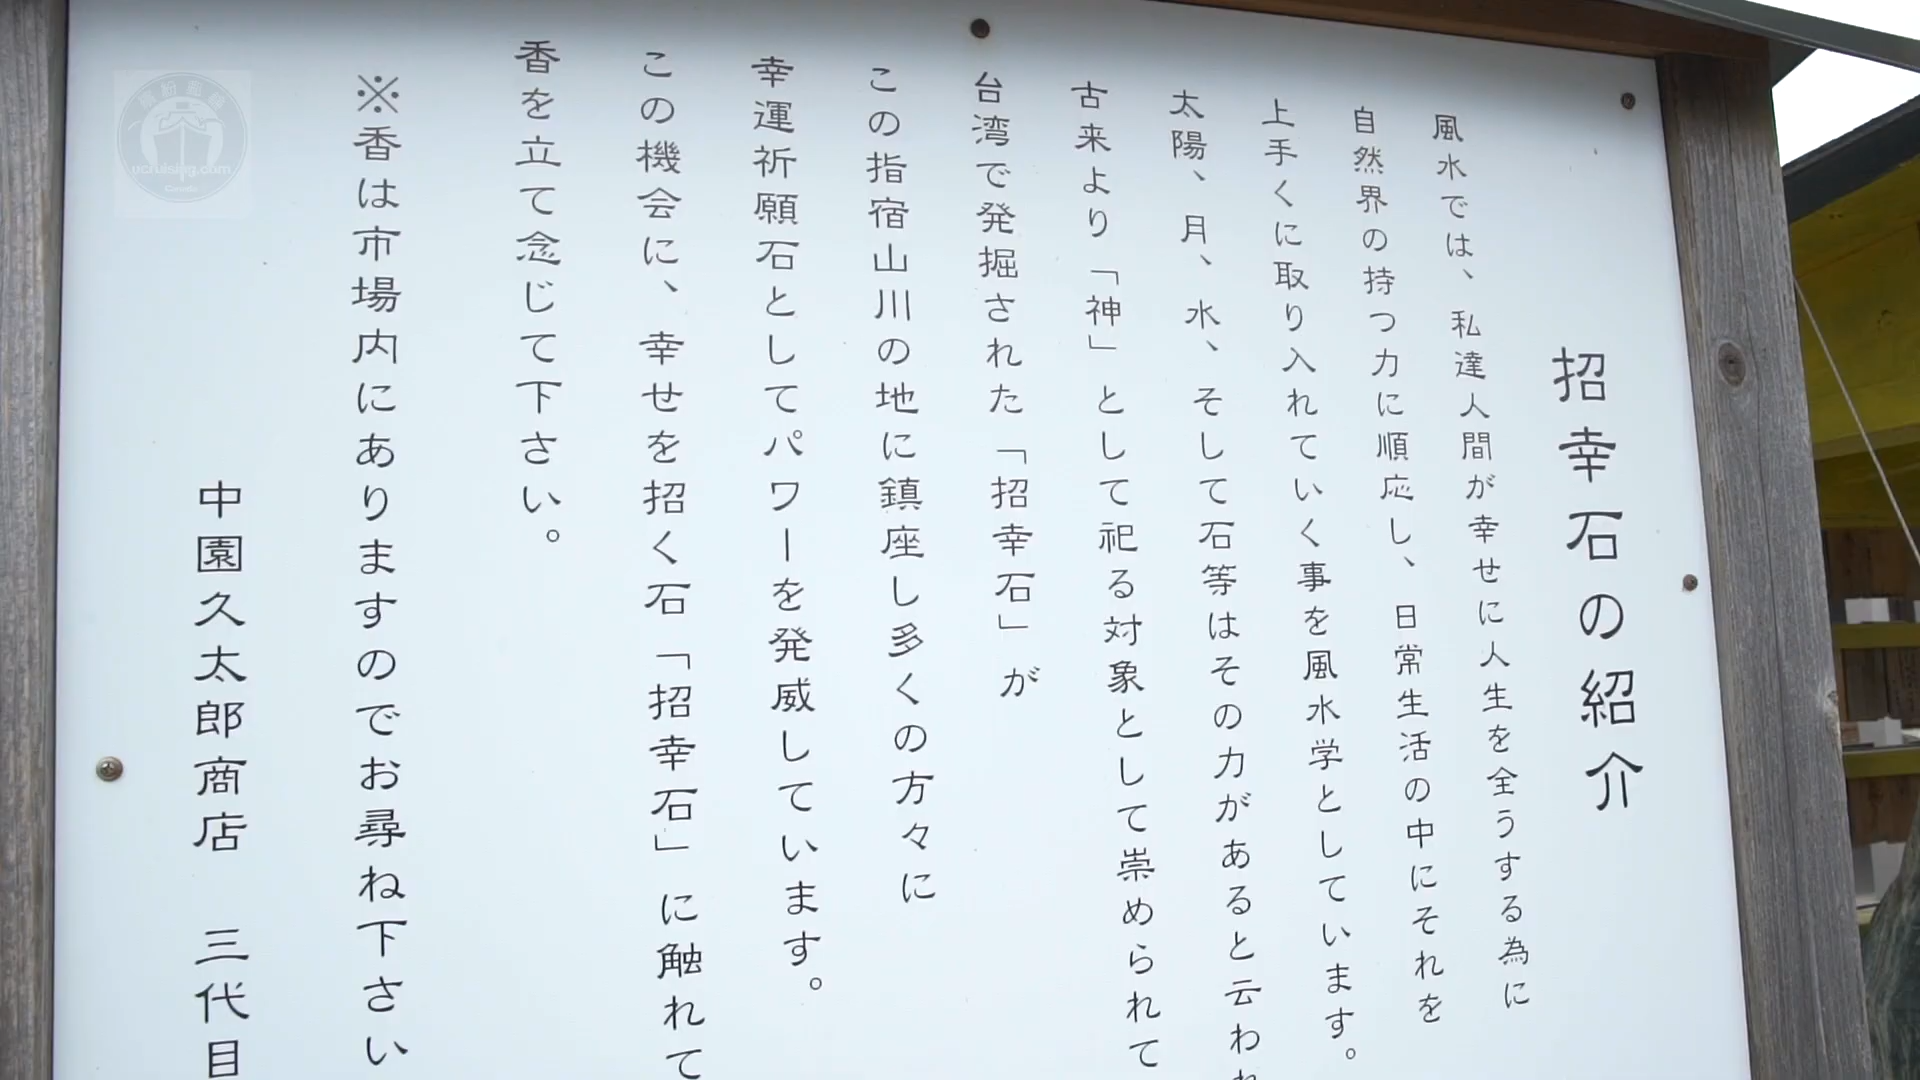 招幸石の紹介
風水では、私達人間が幸せに人生を全うする為に
自然界の持つ力に順応し、日常生活の中にそれを
上手くに取り入れていく事を風水学としています。
太陽、月、水、そして石等はその力があると云われ
古来より「神」として祀る対象として崇められて
台湾で発掘された「招幸石」が
この指宿山川の地に鎮座し多くの方々に
幸運祈願石としてパワーを発威しています。
この機会に、幸せを招く石「招幸石」に触れて
香を立て念じて下さい。
※香は市場内にありますのでお尋ね下さい
中園久太郎商店 三代目
ucruising.com